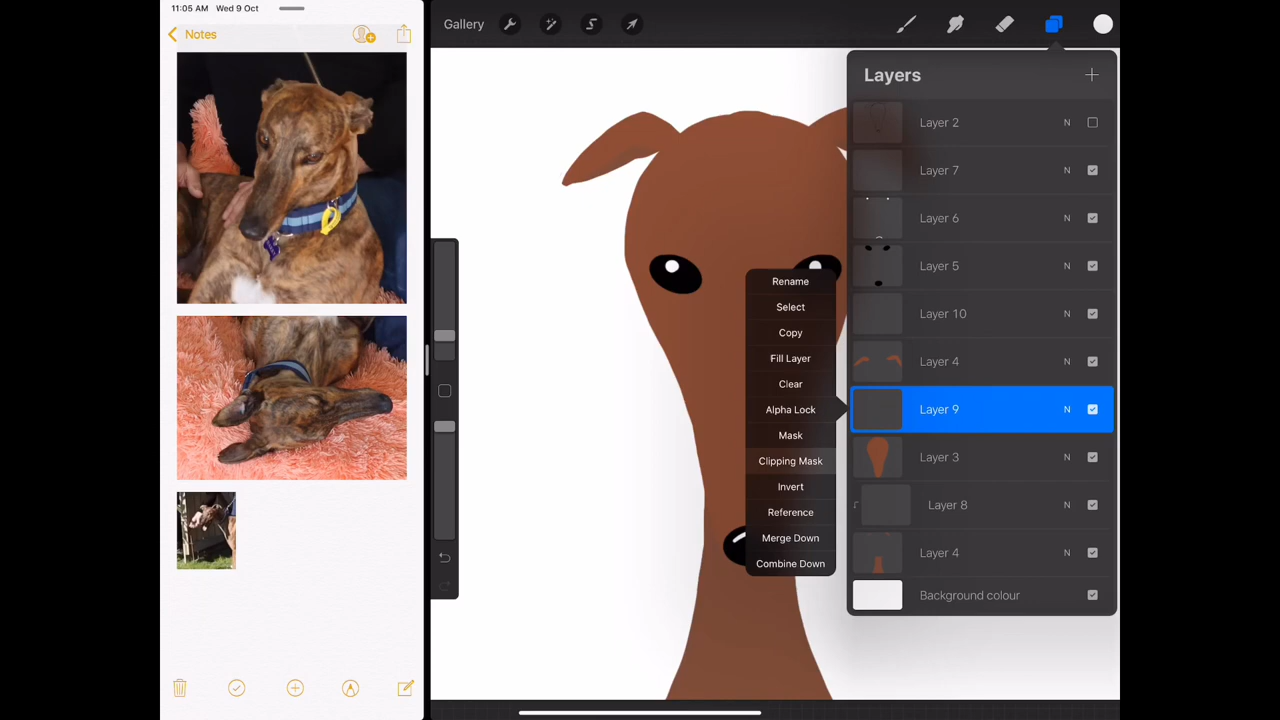 11:05 AM Wed 9 Oct
Notes
Gallery
Layers
Layer 2 N
Layer 7 N
Layer 6 N
Layer 5 N
Layer 10 N
Layer 4 N
Layer 9 N
Layer 3 N
Layer 8 N
Layer 4 N
Background colour
Rename
Select
Copy
Fill Layer
Clear
Alpha Lock
Mask
Clipping Mask
Invert
Reference
Merge Down
Combine Down